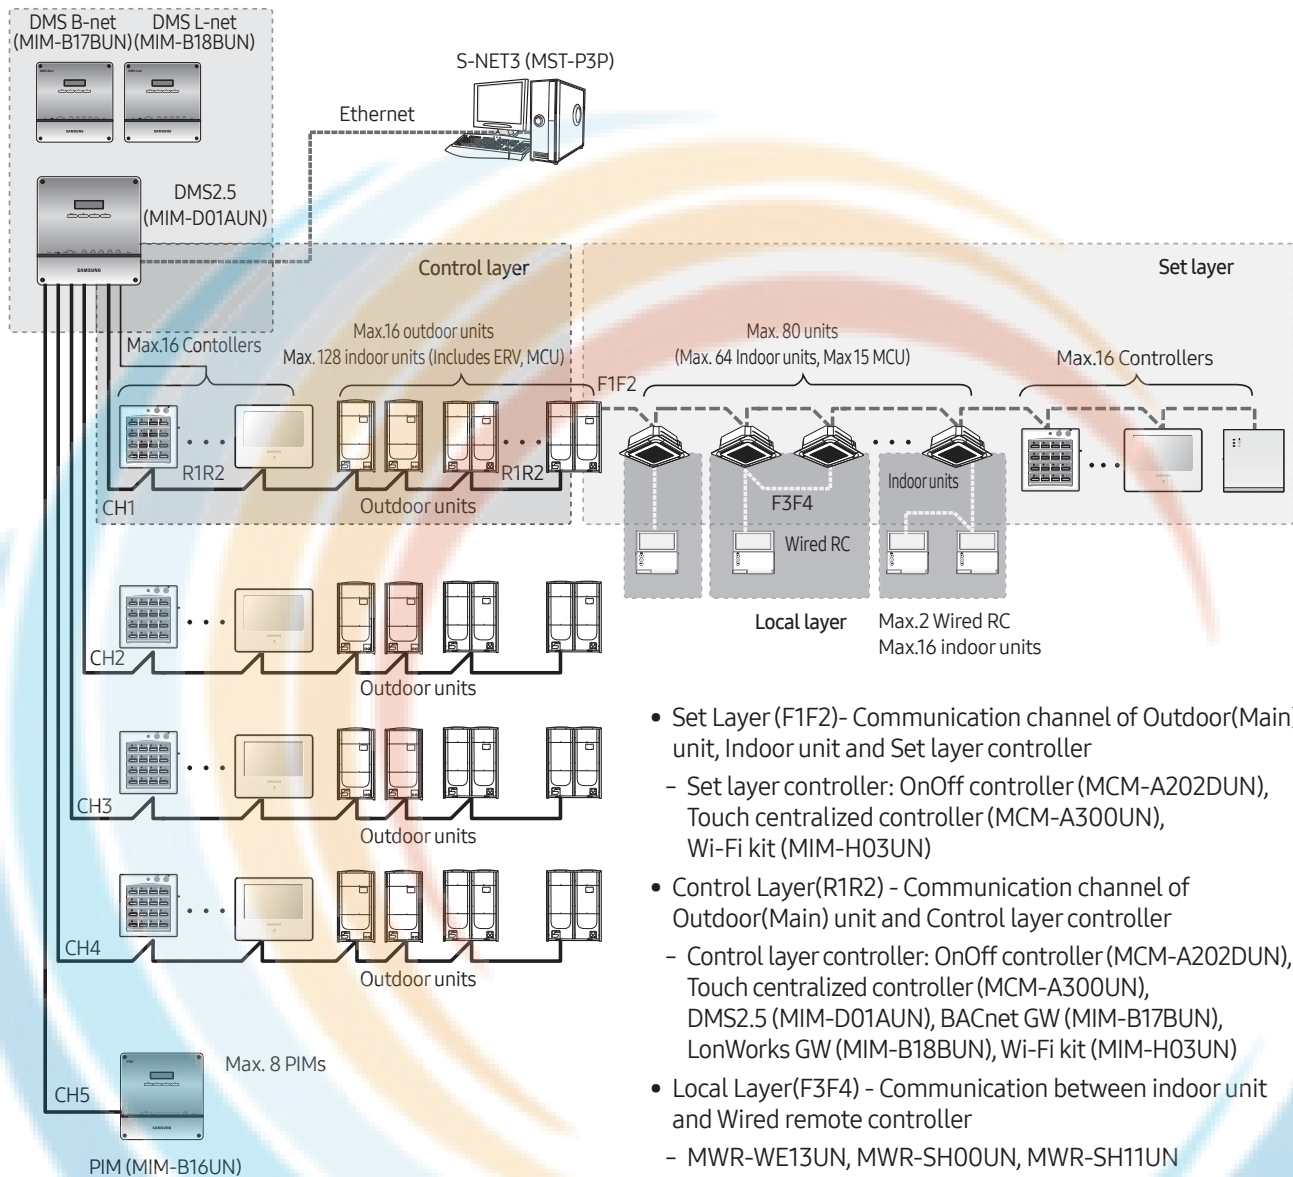 DMS B-net
(MIM-B17BUN)
DMS L-net
(MIM-B18BUN)
S-NET3 (MST-P3P)
Ethernet
DMS2.5
(MIM-D01AUN)
SAMSUNG
Control layer
Set layer
Max.16 Contollers
Max.16 outdoor units
Max. 128 indoor units (Includes ERV, MCU)
F1F2
Max. 80 units
(Max. 64 Indoor units, Max 15 MCU)
Max.16 Controllers
R1R2
R1R2
CH1
Outdoor units
Indoor units
F3F4
Wired RC
Local layer
Max.2 Wired RC
Max.16 indoor units
CH2
Outdoor units
CH3
Outdoor units
CH4
Outdoor units
CH5
Max. 8 PIMs
PIM (MIM-B16UN)
• Set Layer (F1F2)- Communication channel of Outdoor(Main)
unit, Indoor unit and Set layer controller
- Set layer controller: OnOff controller (MCM-A202DUN),
Touch centralized controller (MCM-A300UN),
Wi-Fi kit (MIM-H03UN)
• Control Layer(R1R2) - Communication channel of
Outdoor(Main) unit and Control layer controller
- Control layer controller: OnOff controller (MCM-A202DUN),
Touch centralized controller (MCM-A300UN),
DMS2.5 (MIM-D01AUN), BACnet GW (MIM-B17BUN),
LonWorks GW (MIM-B18BUN), Wi-Fi kit (MIM-H03UN)
• Local Layer(F3F4) - Communication between indoor unit
and Wired remote controller
- MWR-WE13UN, MWR-SH00UN, MWR-SH11UN